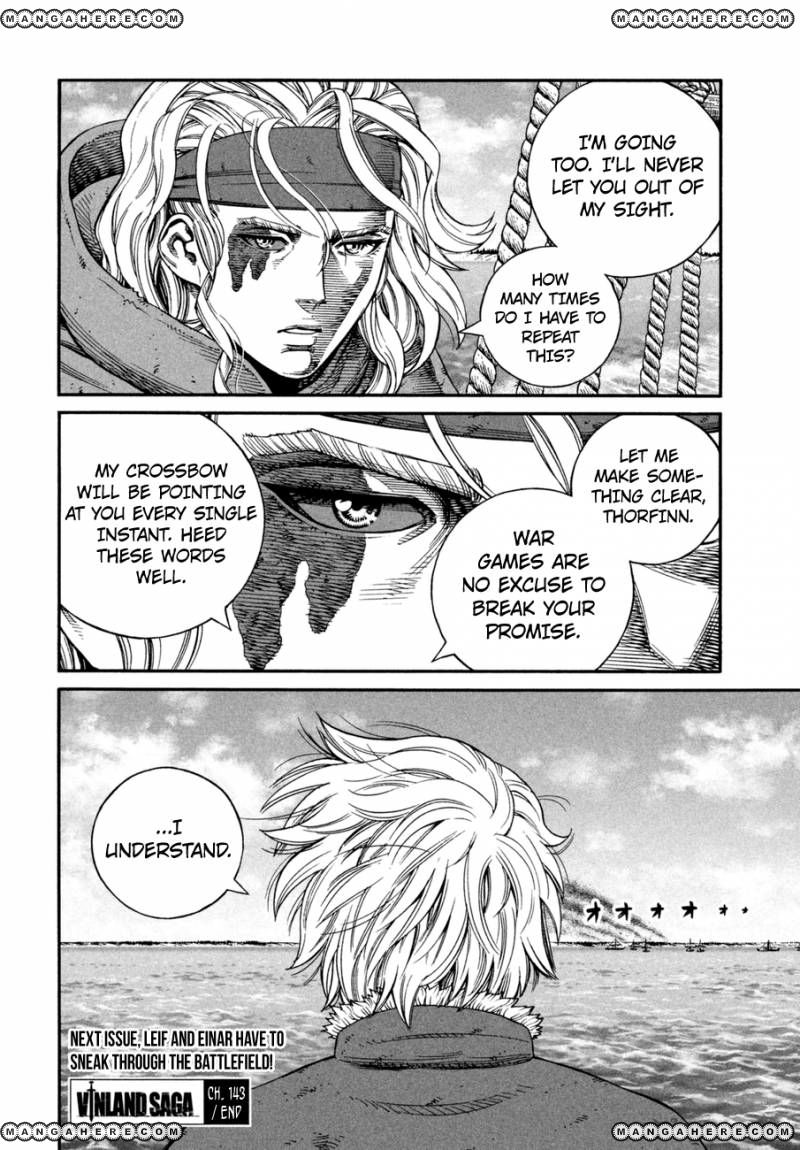 MANGAHERE.COM
MANGAHERE.COM
I'M GOING
TOO. I'LL NEVER
LET YOU OUT OF
MY SIGHT.
HOW
MANY TIMES
DO I HAVE TO
REPEAT
THIS?
LET ME
MAKE SOME-
THING CLEAR,
THORFINN.
WAR
GAMES ARE
NO EXCUSE TO
BREAK YOUR
PROMISE.
MY CROSSBOW
WILL BE POINTING
AT YOU EVERY SINGLE
INSTANT. HEED
THESE WORDS
WELL.
...I
UNDERSTAND.
オオオオ...
NEXT ISSUE, LEIF AND EINAR HAVE TO
SNEAK THROUGH THE BATTLEFIELD!
VINLAND SAGA
CH. 143
/ END
MANGAHERE.COM
MANGAHERE.COM